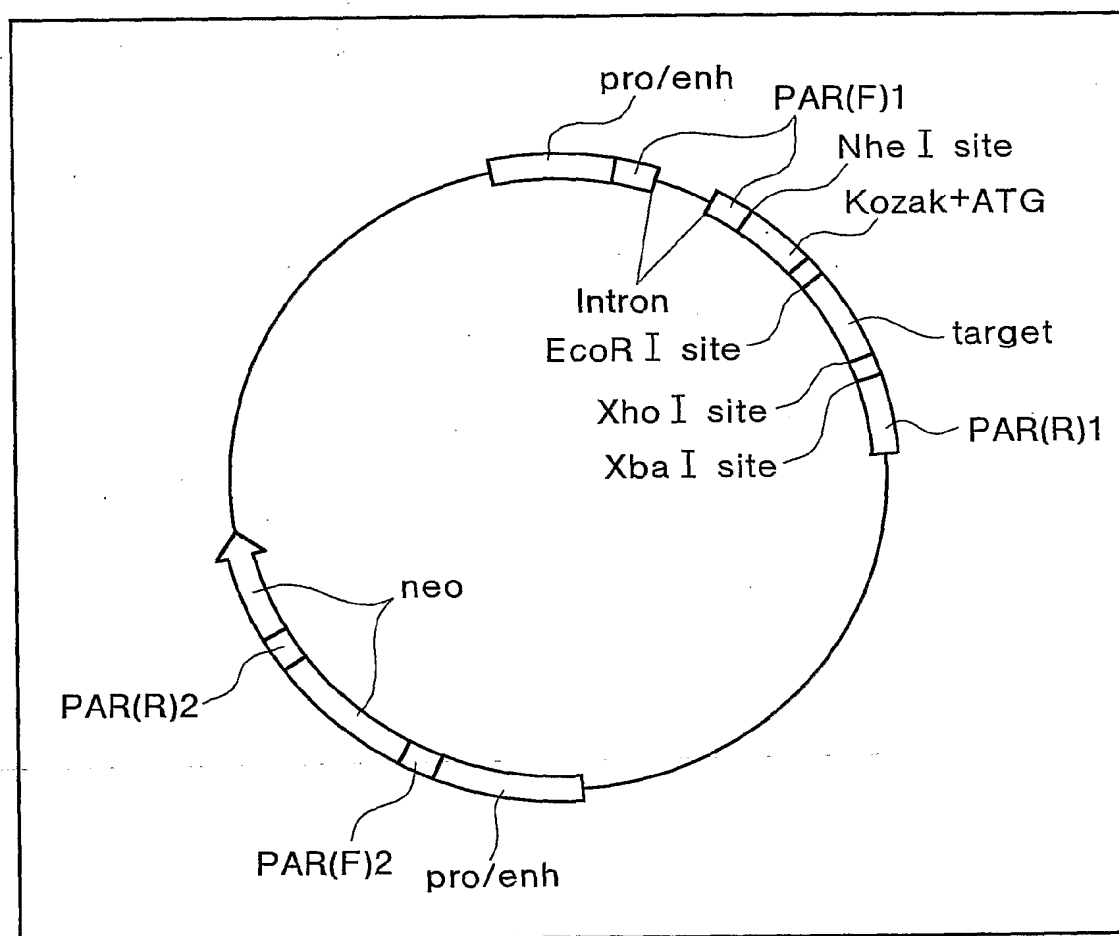 pro/enh
PAR(F)1
Nhe I site
Kozak+ATG
Intron
EcoR I site
target
Xho I site
PAR(R)1
Xba I site
neo
PAR(R)2
PAR(F)2
pro/enh